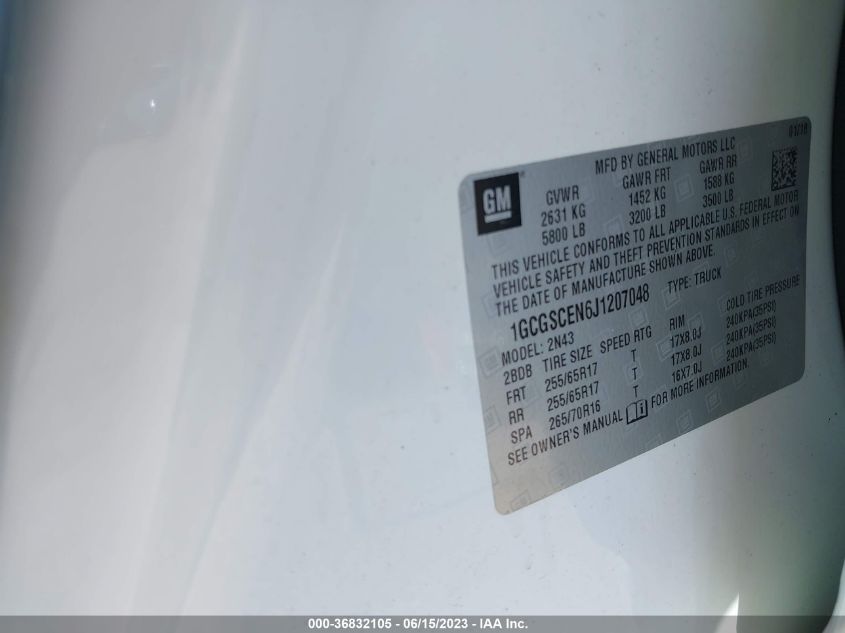 01/18
MFD BY GENERAL MOTORS LLC
GM
GVWR GAWR FRT GAWR RR
2631 KG 1452 KG 1588 KG
5800 LB 3200 LB 3500 LB
THIS VEHICLE CONFORMS TO ALL APPLICABLE U.S. FEDERAL MOTOR
VEHICLE SAFETY AND THEFT PREVENTION STANDARDS IN EFFECT ON
THE DATE OF MANUFACTURE SHOWN ABOVE.
1GCGSCEN6J1207048 TYPE: TRUCK
MODEL: 2N43
2BDB TIRE SIZE SPEED RTG RIM COLD TIRE PRESSURE
FRT 255/65R17 T 17X8.0J 240KPA(35PSI)
RR 255/65R17 T 17X8.0J 240KPA(35PSI)
SPA 265/70R16 T 16X7.0J 240KPA(35PSI)
SEE OWNER'S MANUAL FOR MORE INFORMATION.
000-36832105 - 06/15/2023 - IAA Inc.